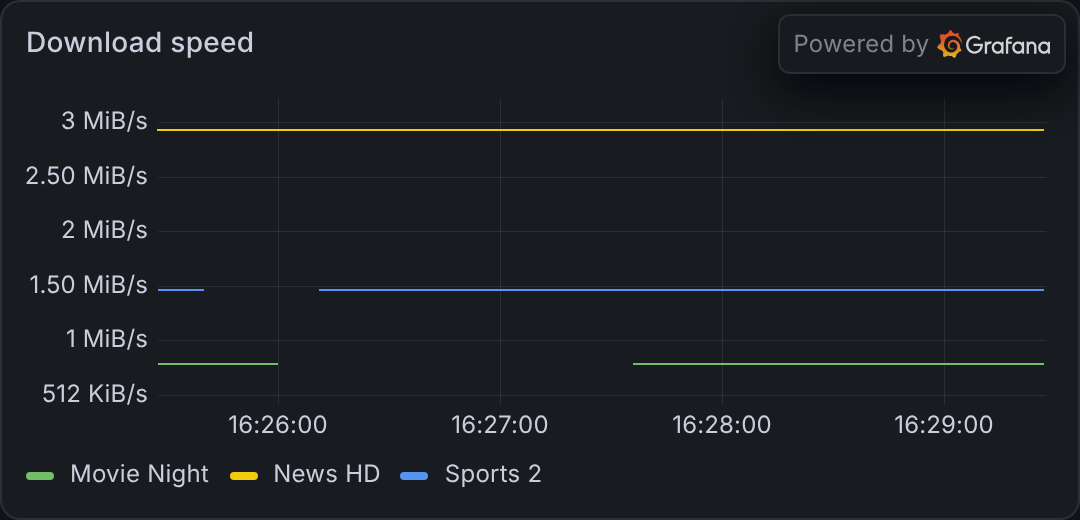 Download speed
Powered by Grafana
3 MiB/s
2.50 MiB/s
2 MiB/s
1.50 MiB/s
1 MiB/s
512 KiB/s
16:26:00 16:27:00 16:28:00 16:29:00
Movie Night News HD Sports 2